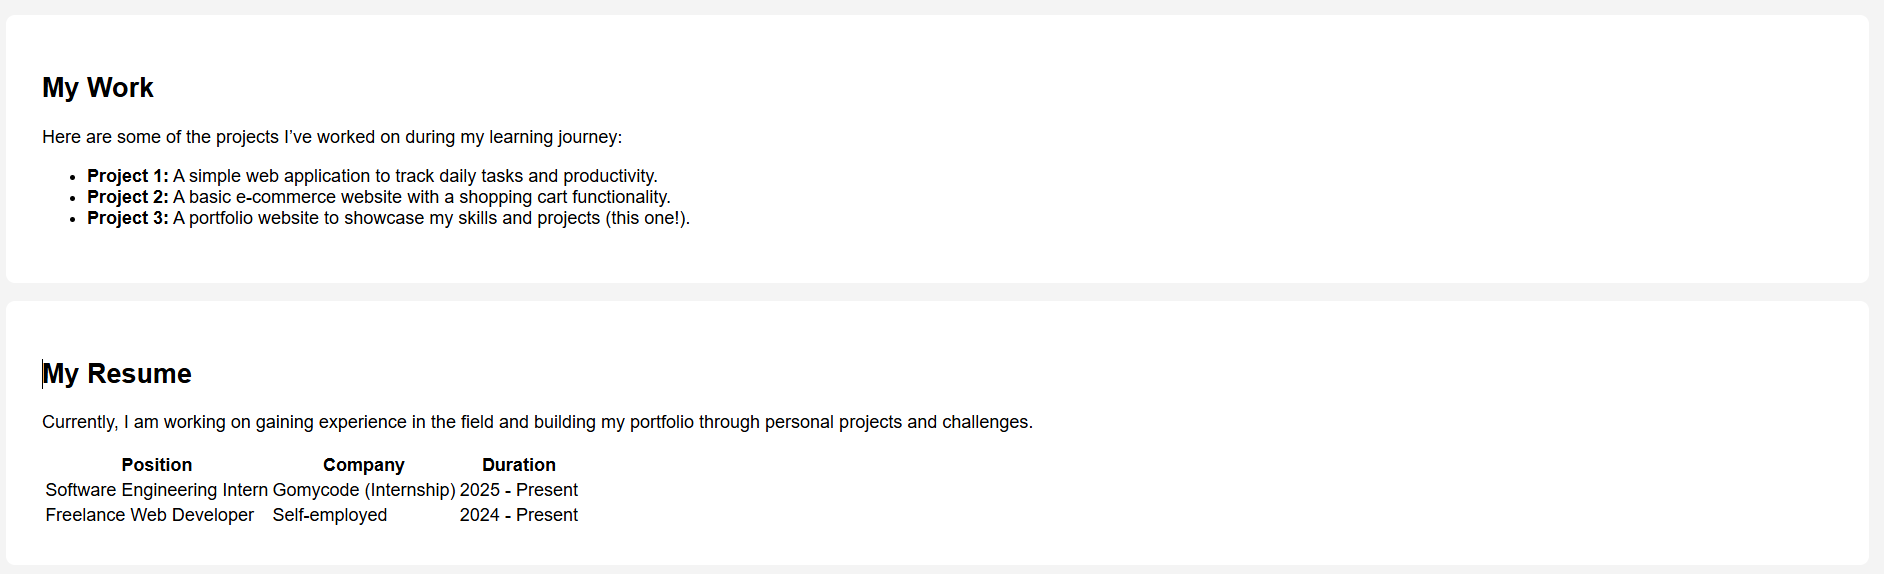 My Work
Here are some of the projects I’ve worked on during my learning journey:
• Project 1: A simple web application to track daily tasks and productivity.
• Project 2: A basic e-commerce website with a shopping cart functionality.
• Project 3: A portfolio website to showcase my skills and projects (this one!).
My Resume
Currently, I am working on gaining experience in the field and building my portfolio through personal projects and challenges.
Position Company Duration
Software Engineering Intern Gomycode (Internship) 2025 - Present
Freelance Web Developer Self-employed 2024 - Present